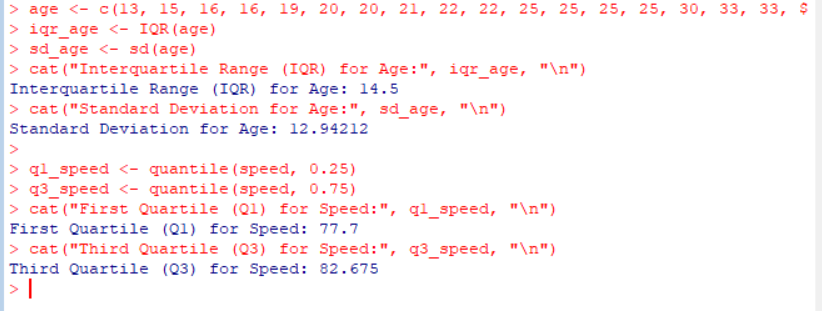 > age <- c(13, 15, 16, 16, 19, 20, 20, 21, 22, 22, 25, 25, 25, 25, 30, 33, 33, $
> iqr_age <- IQR(age)
> sd_age <- sd(age)
> cat("Interquartile Range (IQR) for Age:", iqr_age, "\n")
Interquartile Range (IQR) for Age: 14.5
> cat("Standard Deviation for Age:", sd_age, "\n")
Standard Deviation for Age: 12.94212
>
> q1_speed <- quantile(speed, 0.25)
> q3_speed <- quantile(speed, 0.75)
> cat("First Quartile (Q1) for Speed:", q1_speed, "\n")
First Quartile (Q1) for Speed: 77.7
> cat("Third Quartile (Q3) for Speed:", q3_speed, "\n")
Third Quartile (Q3) for Speed: 82.675
>